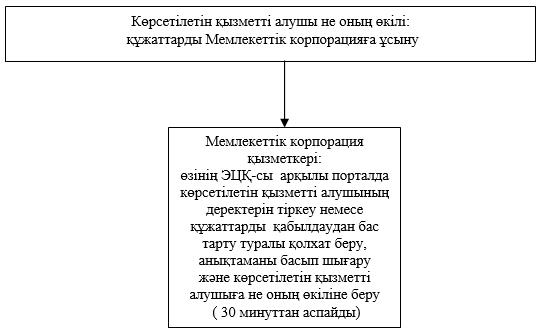 Көрсетілетін қызметті алушы не оның өкілі:
құжаттарды Мемлекеттік корпорацияға ұсыну
Мемлекеттік корпорация
қызметкері:
өзінің ЭЦҚ-сы арқылы порталда
көрсетілетін қызметті алушының
деректерін тіркеу немесе
құжаттарды қабылдаудан бас
тарту туралы қолхат беру,
анықтаманы басып шығару
және көрсетілетін қызметті
алушыға не оның өкіліне беру
( 30 минуттан аспайды)